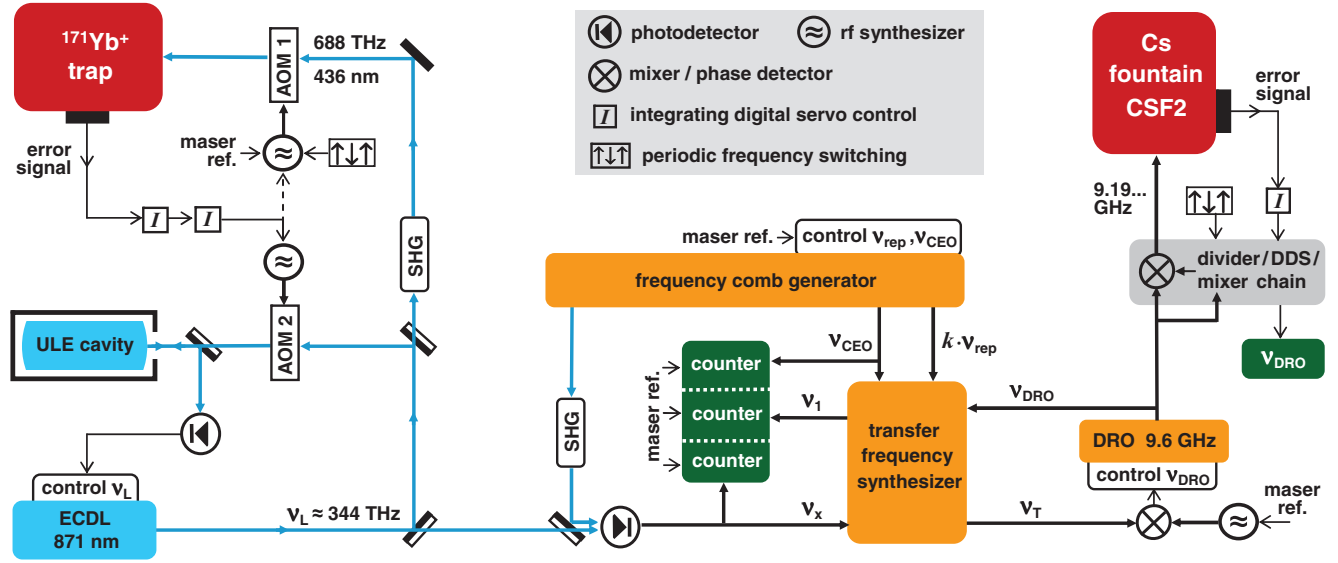 ¹⁷¹Yb⁺
trap
error
signal
I
I
maser
ref.
≈
↑↓↑
≈
AOM 1
AOM 2
688 THz
436 nm
SHG
ULE cavity
control ν_L
ECDL
871 nm
ν_L ≈ 344 THz
photodetector
≈ rf synthesizer
mixer / phase detector
I integrating digital servo control
↑↓↑ periodic frequency switching
maser ref.
control ν_rep , ν_CEO
frequency comb generator
SHG
ν_CEO
k·ν_rep
maser ref.
counter
counter
counter
ν_1
ν_x
transfer
frequency
synthesizer
ν_DRO
ν_T
Cs
fountain
CSF2
error
signal
I
9.19...
GHz
↑↓↑
divider/DDS/
mixer chain
ν_DRO
DRO 9.6 GHz
control ν_DRO
≈
maser
ref.